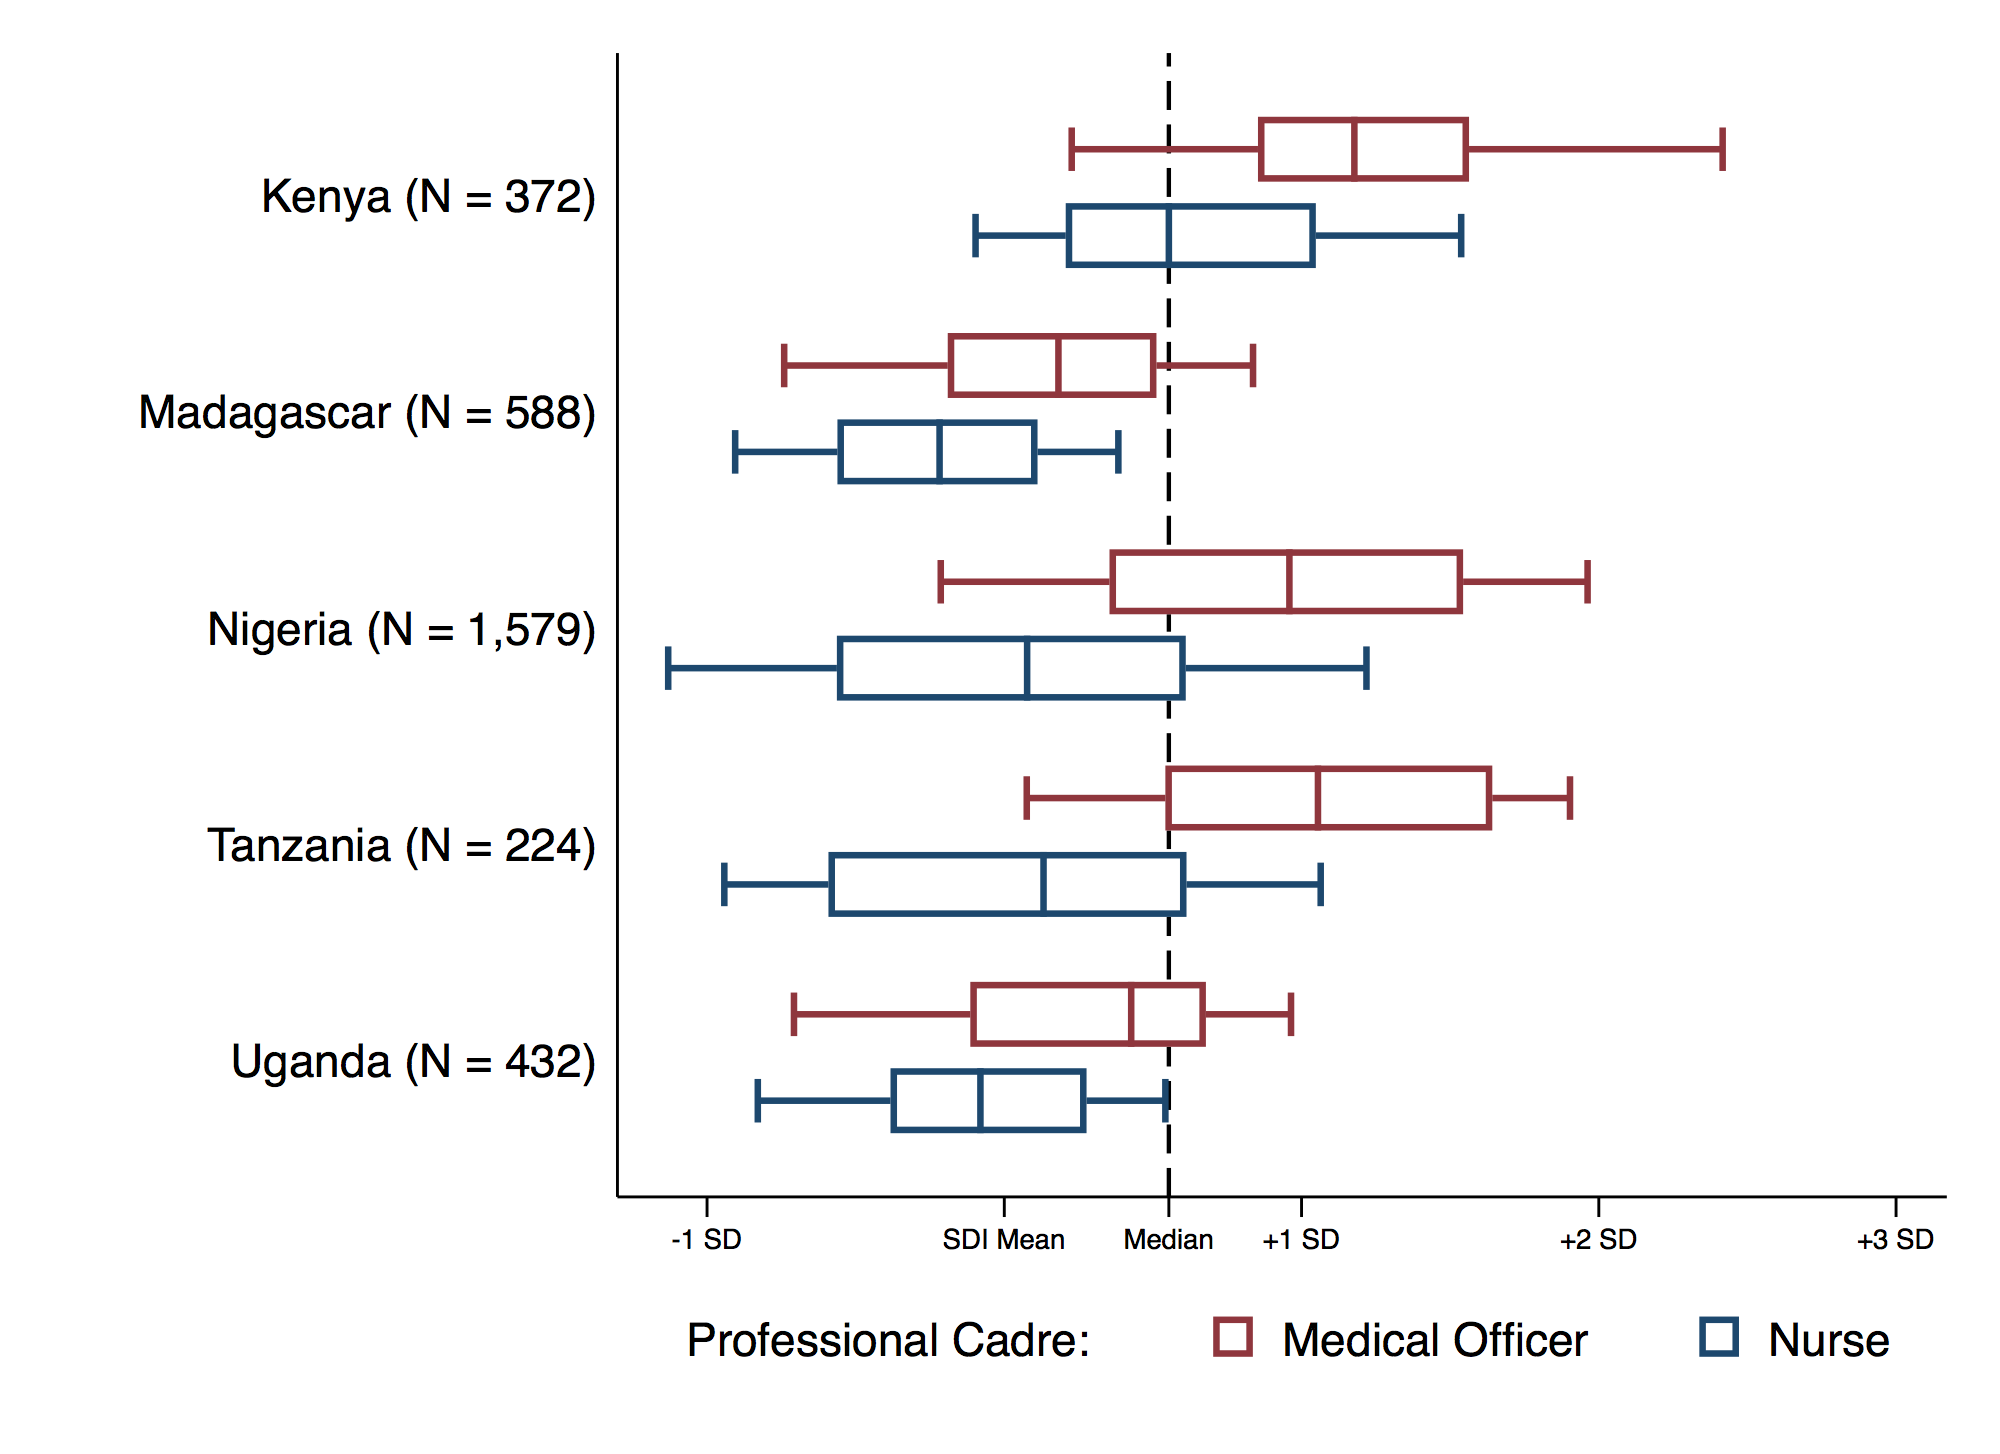 Kenya (N = 372)
Madagascar (N = 588)
Nigeria (N = 1,579)
Tanzania (N = 224)
Uganda (N = 432)
-1 SD SDI Mean Median +1 SD +2 SD +3 SD
Professional Cadre: Medical Officer Nurse